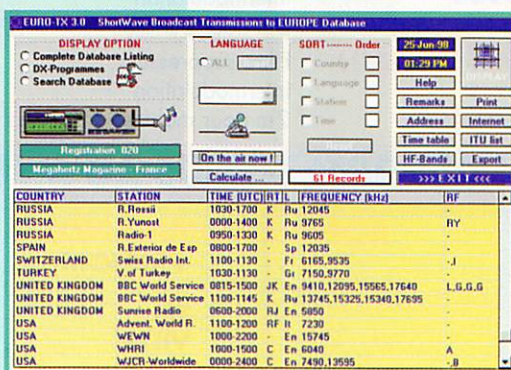 EURO-TX 3.0 ShortWave Broadcast Transmissions to EUROPE Database
DISPLAY OPTION
Complete Database Listing
DX-Programmes
Search Database
Registration 020
Megahertz Magazine - France
LANGUAGE
ALL
On the air now !
Calculate ...
SORT------- Order
Country
Language
Station
Time
61 Records
25-Jun-98
01:29 PM
DISPLAY
Help
Remarks
Print
Address
Internet
Time table
ITU list
HF-Bands
Export
>>> EXIT <<<
COUNTRY STATION TIME (UTC) RT L FREQUENCY (kHz) RF
RUSSIA R.Rossii 1030-1700 K Ru 12045 -
RUSSIA R.Yunost 0000-1400 K Ru 9765 RY
RUSSIA Radio-1 0950-1330 K Ru 9605 -
SPAIN R.Exterior de Esp 0800-1700 - Sp 12035 -
SWITZERLAND Swiss Radio Int. 1100-1130 - Fr 6165,9535 -,I
TURKEY V.of Turkey 1030-1130 - Gr 7150,9770 -
UNITED KINGDOM BBC World Service 0815-1500 JK En 9410,12095,15565,17640 L,G,G,G
UNITED KINGDOM BBC World Service 1100-1145 K Ru 13745,15325,15340,17695 -
UNITED KINGDOM Sunrise Radio 0600-2000 RJ En 5850 -
USA Advent. World R. 1100-1200 RF It 7230 -
USA WEWN 1000-2200 - En 15745 -
USA WHRI 1000-1500 C En 6040 A
USA WJCR-Worldwide 0000-2400 C En 7490,13595 -,B